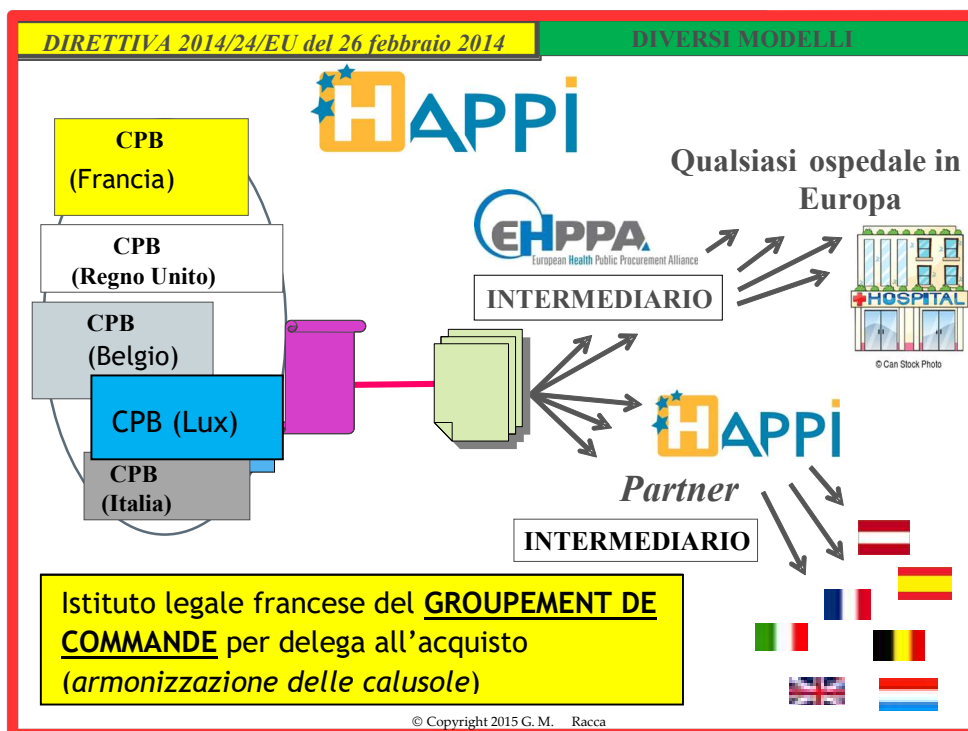 DIRETTIVA 2014/24/EU del 26 febbraio 2014
DIVERSI MODELLI
HAPPI
CPB
(Francia)
CPB
(Regno Unito)
CPB
(Belgio)
CPB (Lux)
CPB
(Italia)
Qualsiasi ospedale in
Europa
EHPPA
European Health Public Procurement Alliance
INTERMEDIARIO
HOSPITAL
© Can Stock Photo
HAPPI
Partner
INTERMEDIARIO
Istituto legale francese del GROUPEMENT DE
COMMANDE per delega all’acquisto
(armonizzazione delle calusole)
© Copyright 2015 G. M. Racca